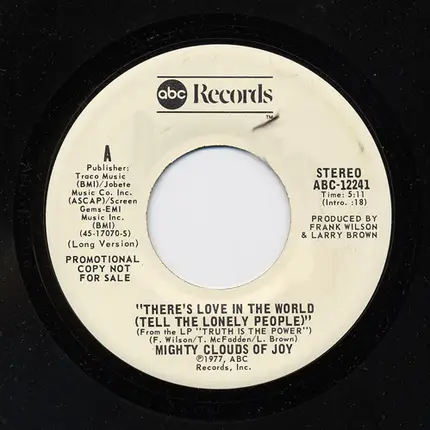 abc Records
TM
A
Publisher:
Traco Music
(BMI)/Jobete
Music Co. Inc.
(ASCAP)/Screen
Gems-EMI
Music Inc.
(BMI)
(45-17070-S)
(Long Version)
PROMOTIONAL
COPY NOT
FOR SALE
STEREO
ABC-12241
Time: 5:11
(Intro. :18)
PRODUCED BY
FRANK WILSON
& LARRY BROWN
"THERE'S LOVE IN THE WORLD
(TELL THE LONELY PEOPLE)"
(From the LP "TRUTH IS THE POWER")
(F. Wilson/T. McFadden/L. Brown)
MIGHTY CLOUDS OF JOY
℗1977, ABC
Records, Inc.